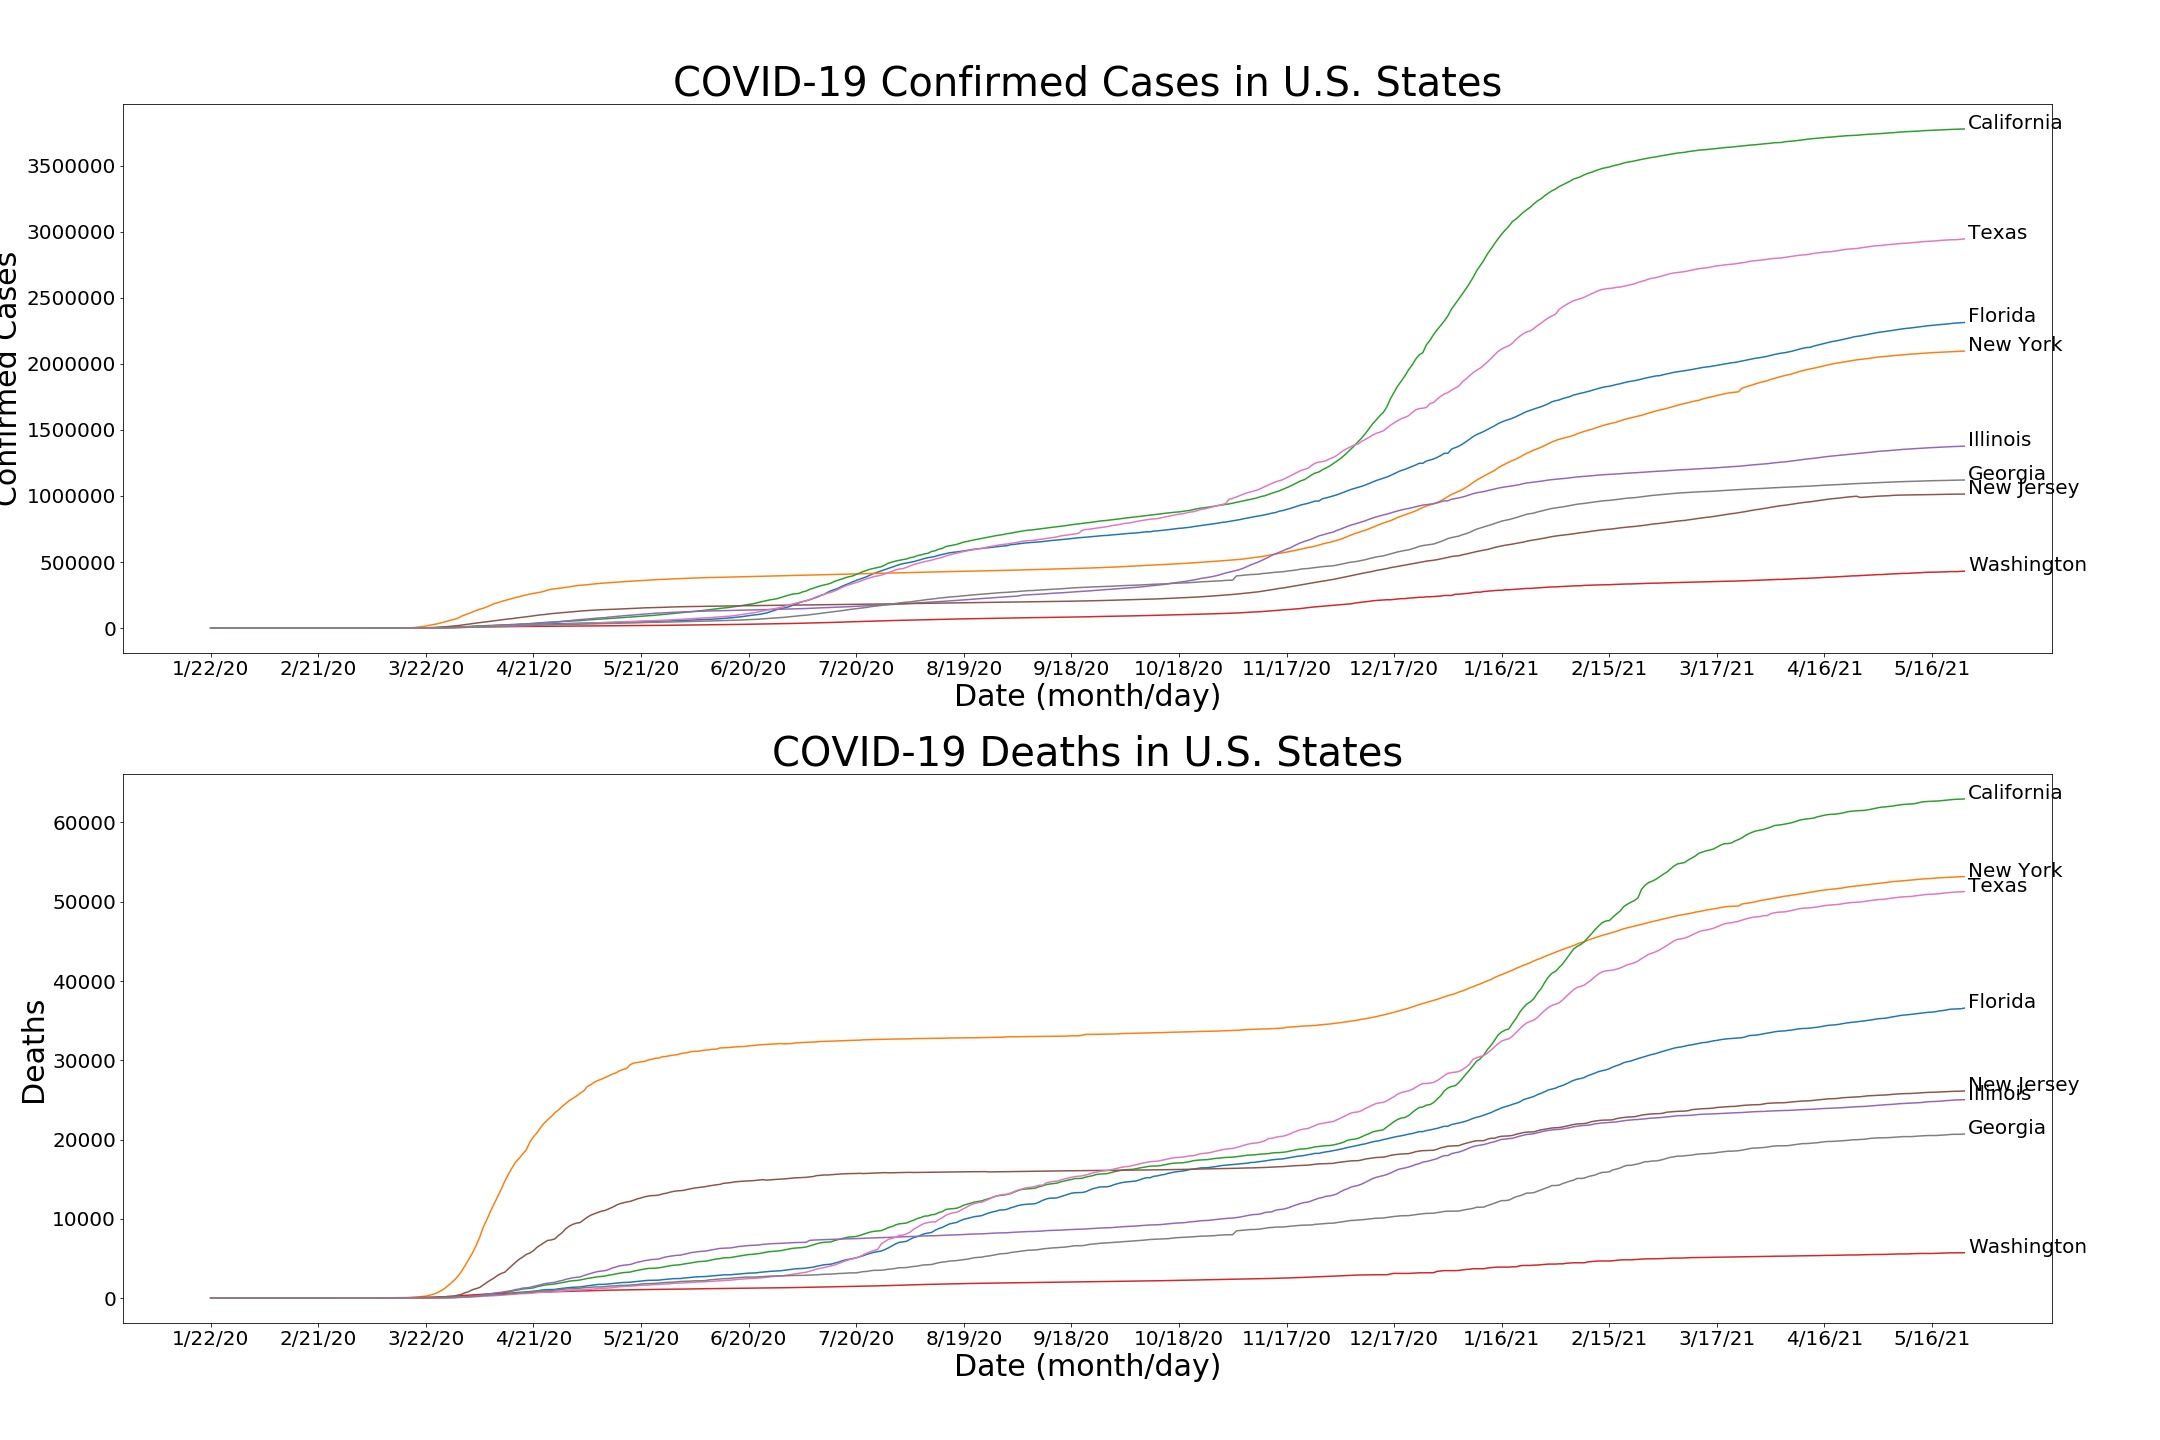 COVID-19 Confirmed Cases in U.S. States
Confirmed Cases
3500000
3000000
2500000
2000000
1500000
1000000
500000
0
California
Texas
Florida
New York
Illinois
Georgia
New Jersey
Washington
1/22/20 2/21/20 3/22/20 4/21/20 5/21/20 6/20/20 7/20/20 8/19/20 9/18/20 10/18/20 11/17/20 12/17/20 1/16/21 2/15/21 3/17/21 4/16/21 5/16/21
Date (month/day)
COVID-19 Deaths in U.S. States
Deaths
60000
50000
40000
30000
20000
10000
0
California
New York
Texas
Florida
New Jersey
Illinois
Georgia
Washington
1/22/20 2/21/20 3/22/20 4/21/20 5/21/20 6/20/20 7/20/20 8/19/20 9/18/20 10/18/20 11/17/20 12/17/20 1/16/21 2/15/21 3/17/21 4/16/21 5/16/21
Date (month/day)